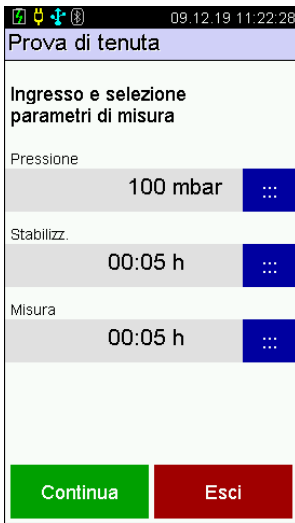 09.12.19 11:22:28
Prova di tenuta
Ingresso e selezione
parametri di misura
Pressione
100 mbar
:::
Stabilizz.
00:05 h
:::
Misura
00:05 h
:::
Continua
Esci